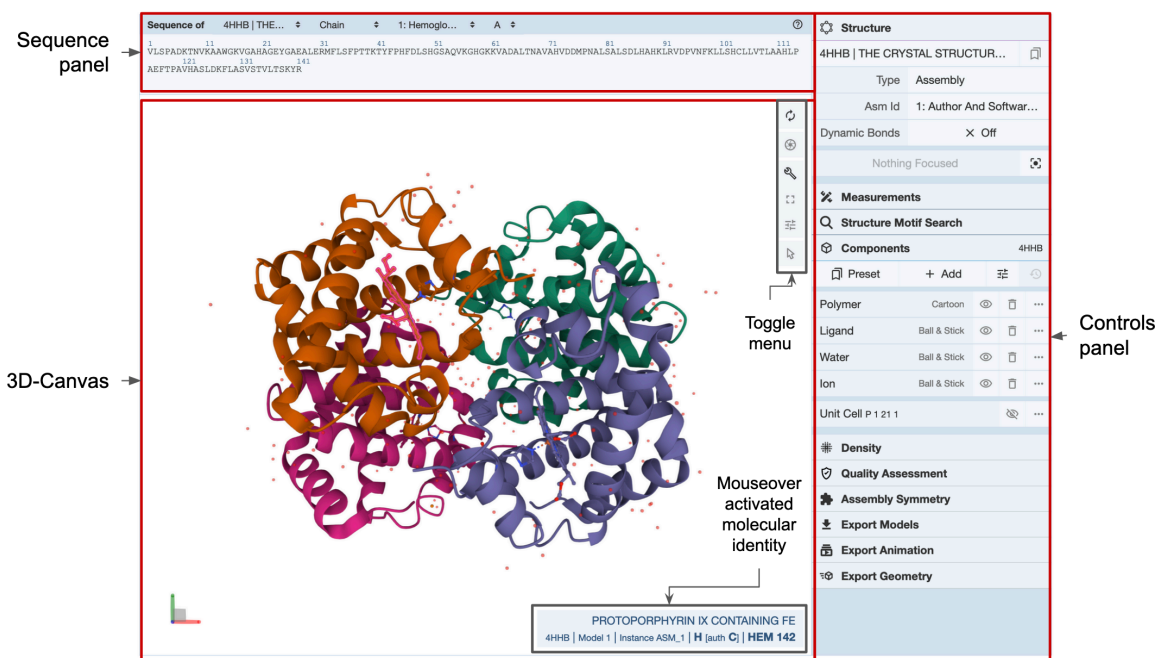 Sequence panel
Sequence of 4HHB | THE... Chain 1: Hemoglo... A
1 11 21 31 41 51 61 71 81 91 101 111
VLSPADKTNVKAAWGKVGAHAGEYGAEALERMFLSFPTTKTYFPHFDLSHGSAQVKGHGKKVADALTNAVAHVDDMPNALSALSDLHAHKLRVDPVNFKLLSHCLLVTLAAHLP
121 131 141
AEFTPAVHASLDKFLASVSTVLTSKYR
3D-Canvas
Toggle
menu
Mouseover
activated
molecular
identity
PROTOPORPHYRIN IX CONTAINING FE
4HHB | Model 1 | Instance ASM_1 | H [auth C] | HEM 142
Structure
4HHB | THE CRYSTAL STRUCTUR...
Type Assembly
Asm Id 1: Author And Softwar...
Dynamic Bonds × Off
Nothing Focused
Measurements
Structure Motif Search
Components 4HHB
Preset + Add
Polymer Cartoon
Ligand Ball & Stick
Water Ball & Stick
Ion Ball & Stick
Unit Cell P 1 21 1
Density
Quality Assessment
Assembly Symmetry
Export Models
Export Animation
Export Geometry
Controls
panel